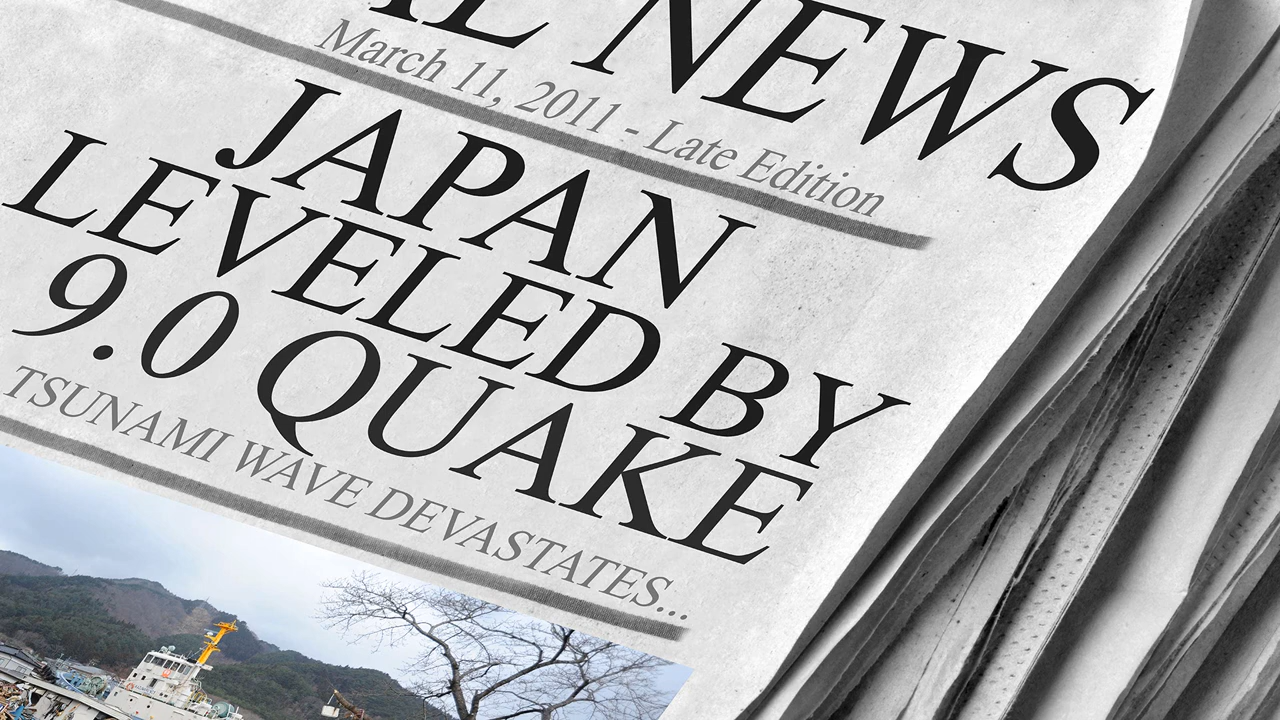 NEWS
March 11, 2011 - Late Edition
JAPAN
LEVELED BY
9.0 QUAKE
TSUNAMI WAVE DEVASTATES...